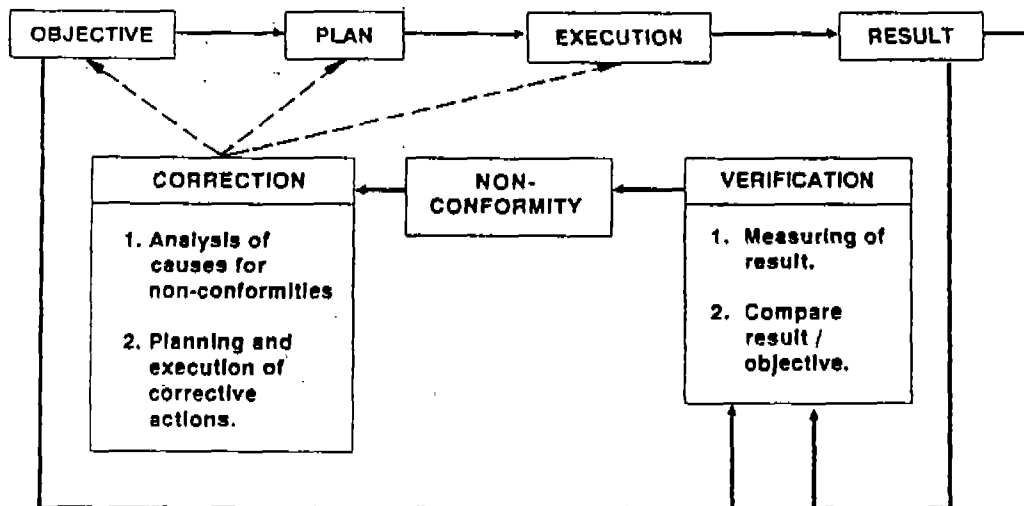 OBJECTIVE
PLAN
EXECUTION
RESULT
CORRECTION
1. Analysis of
causes for
non-conformities
2. Planning and
execution of
corrective
actions.
NON-
CONFORMITY
VERIFICATION
1. Measuring of
result.
2. Compare
result /
objective.